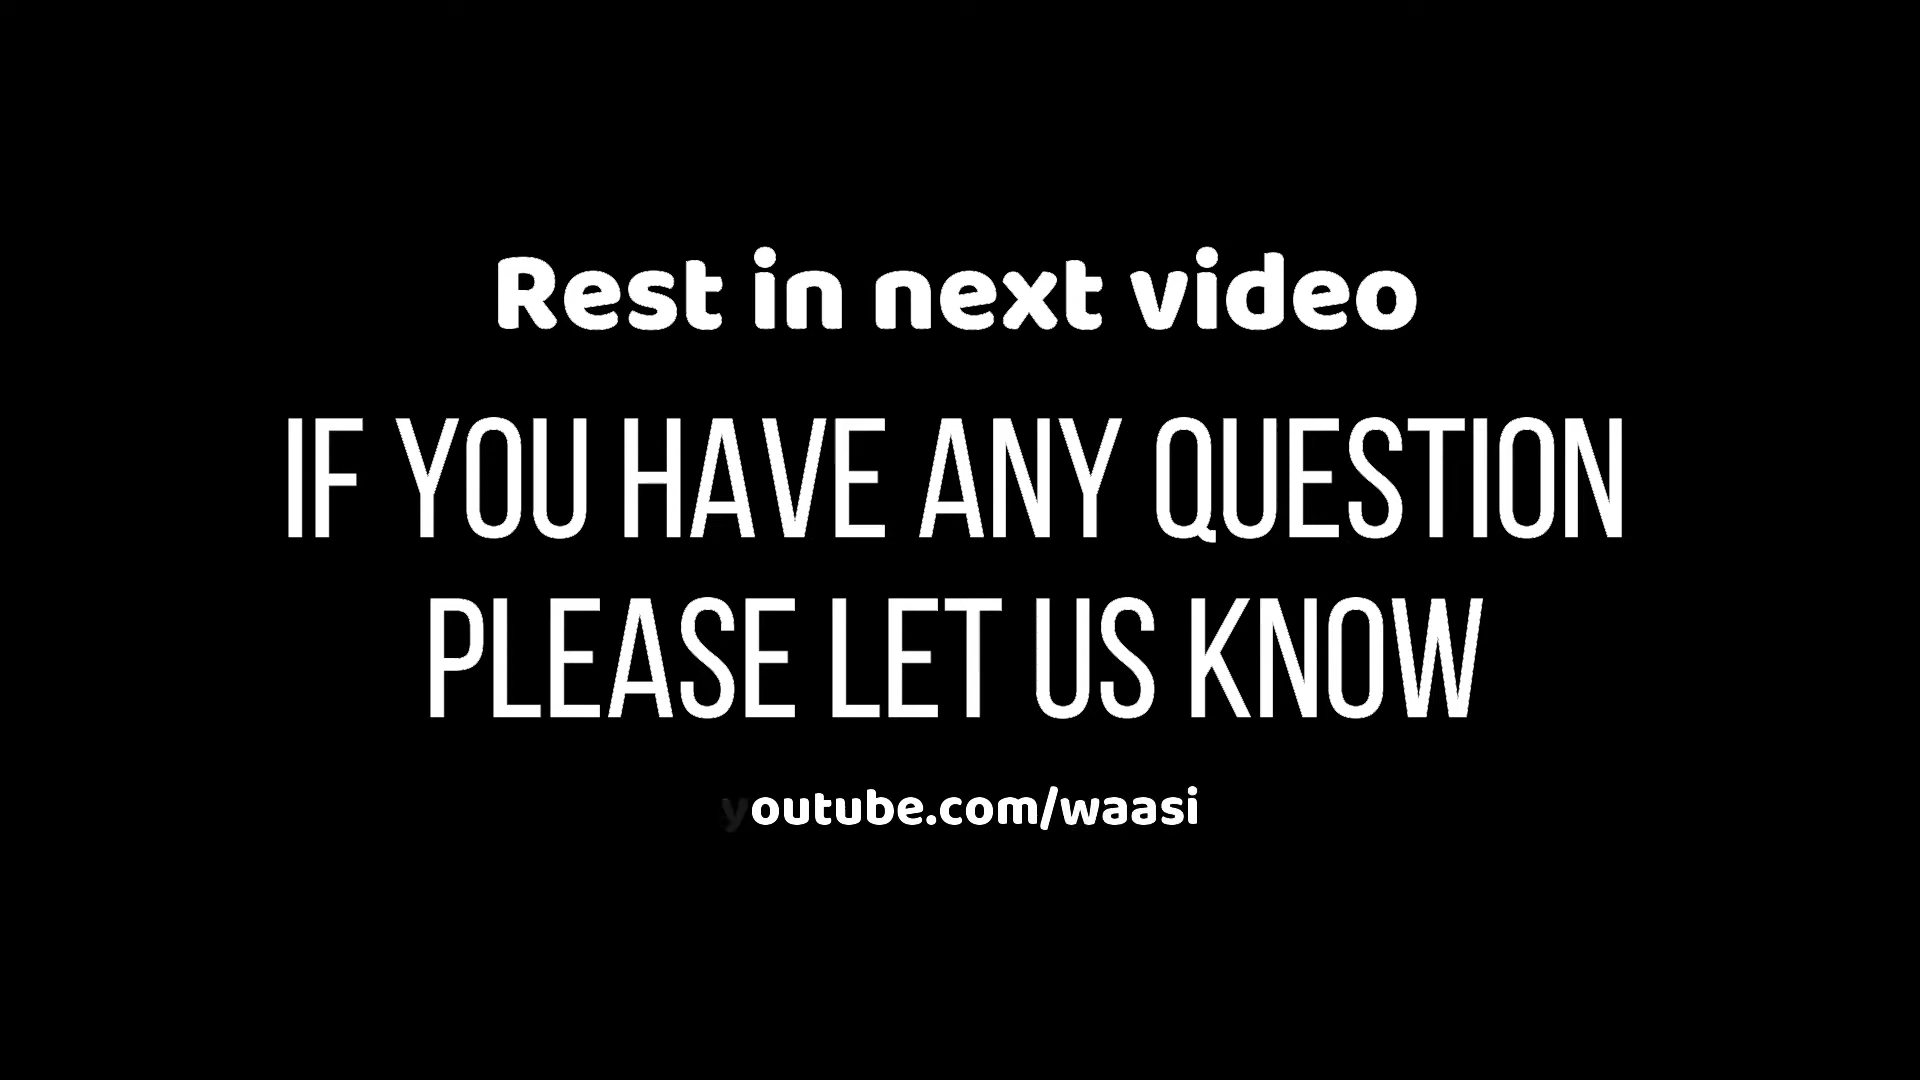 Rest in next video
IF YOU HAVE ANY QUESTION
PLEASE LET US KNOW
youtube.com/waasi